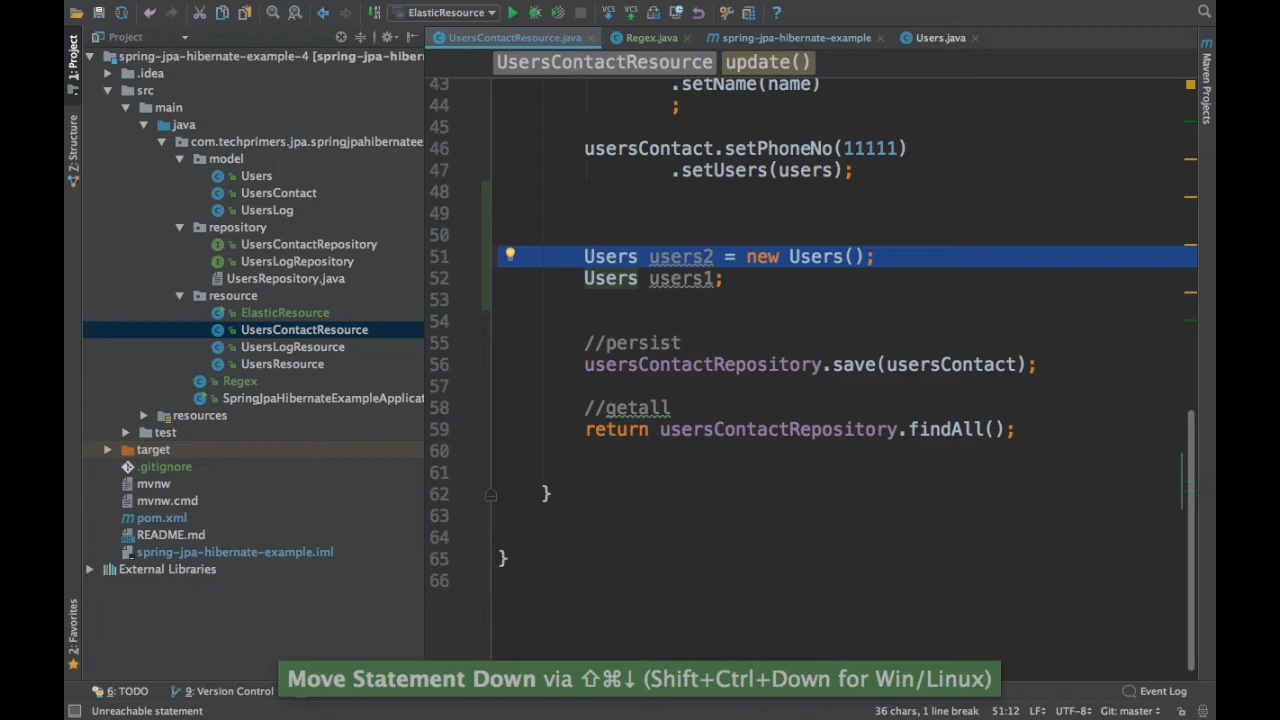 ElasticResource
Project
UsersContactResource.java
Regex.java
spring-jpa-hibernate-example
Users.java
UsersContactResource update()
1: Project
Z: Structure
2: Favorites
Maven Projects
spring-jpa-hibernate-example-4 [spring-jpa-hibern
.idea
src
main
java
com.techprimers.jpa.springjpahibernatee
model
Users
UsersContact
UsersLog
repository
UsersContactRepository
UsersLogRepository
UsersRepository.java
resource
ElasticResource
UsersContactResource
UsersLogResource
UsersResource
Regex
SpringJpaHibernateExampleApplicat
resources
test
target
.gitignore
mvnw
mvnw.cmd
pom.xml
README.md
spring-jpa-hibernate-example.iml
External Libraries
43 .setName(name)
44 ;
45
46 usersContact.setPhoneNo(11111)
47 .setUsers(users);
48
49
50
51 Users users2 = new Users();
52 Users users1;
53
54
55 //persist
56 usersContactRepository.save(usersContact);
57
58 //getall
59 return usersContactRepository.findAll();
60
61
62 }
63
64
65 }
66
Move Statement Down via ⇧⌘↓ (Shift+Ctrl+Down for Win/Linux)
6: TODO
9: Version Control
Event Log
Unreachable statement
36 chars, 1 line break 51:12 LF÷ UTF-8÷ Git: master÷